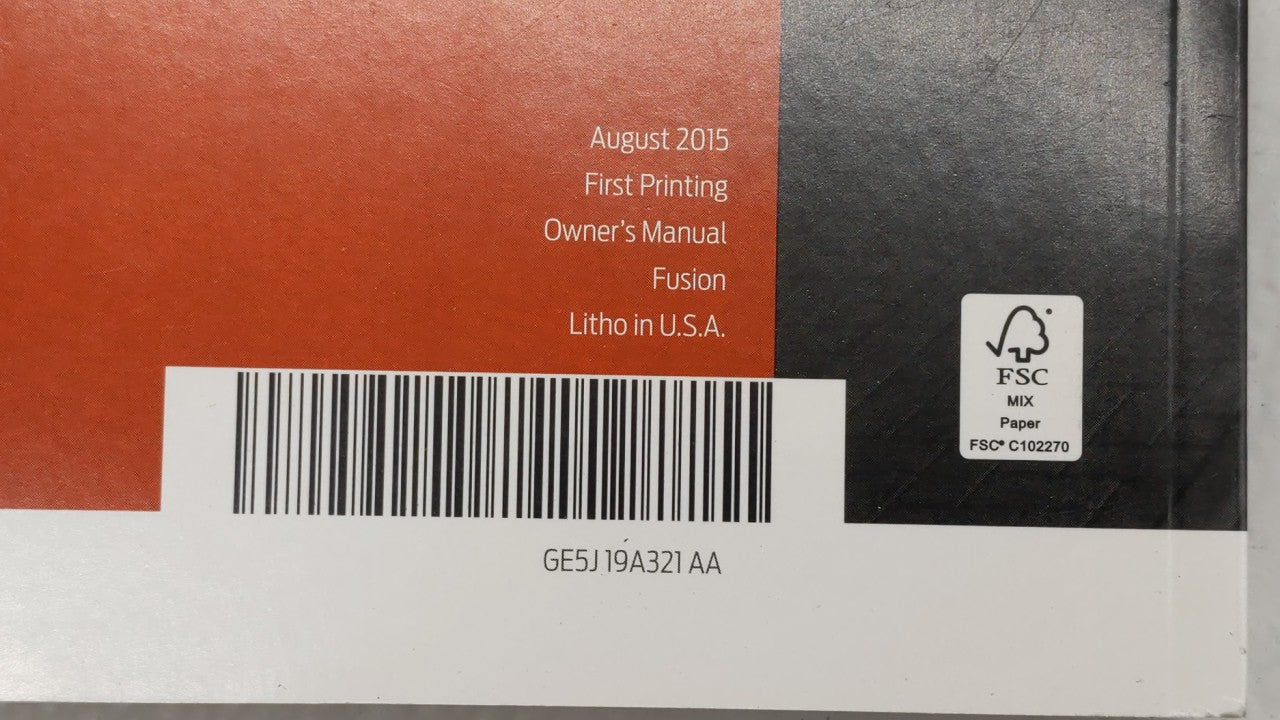 August 2015
First Printing
Owner's Manual
Fusion
Litho in U.S.A.
FSC
MIX
Paper
FSC® C102270
GE5J 19A321 AA